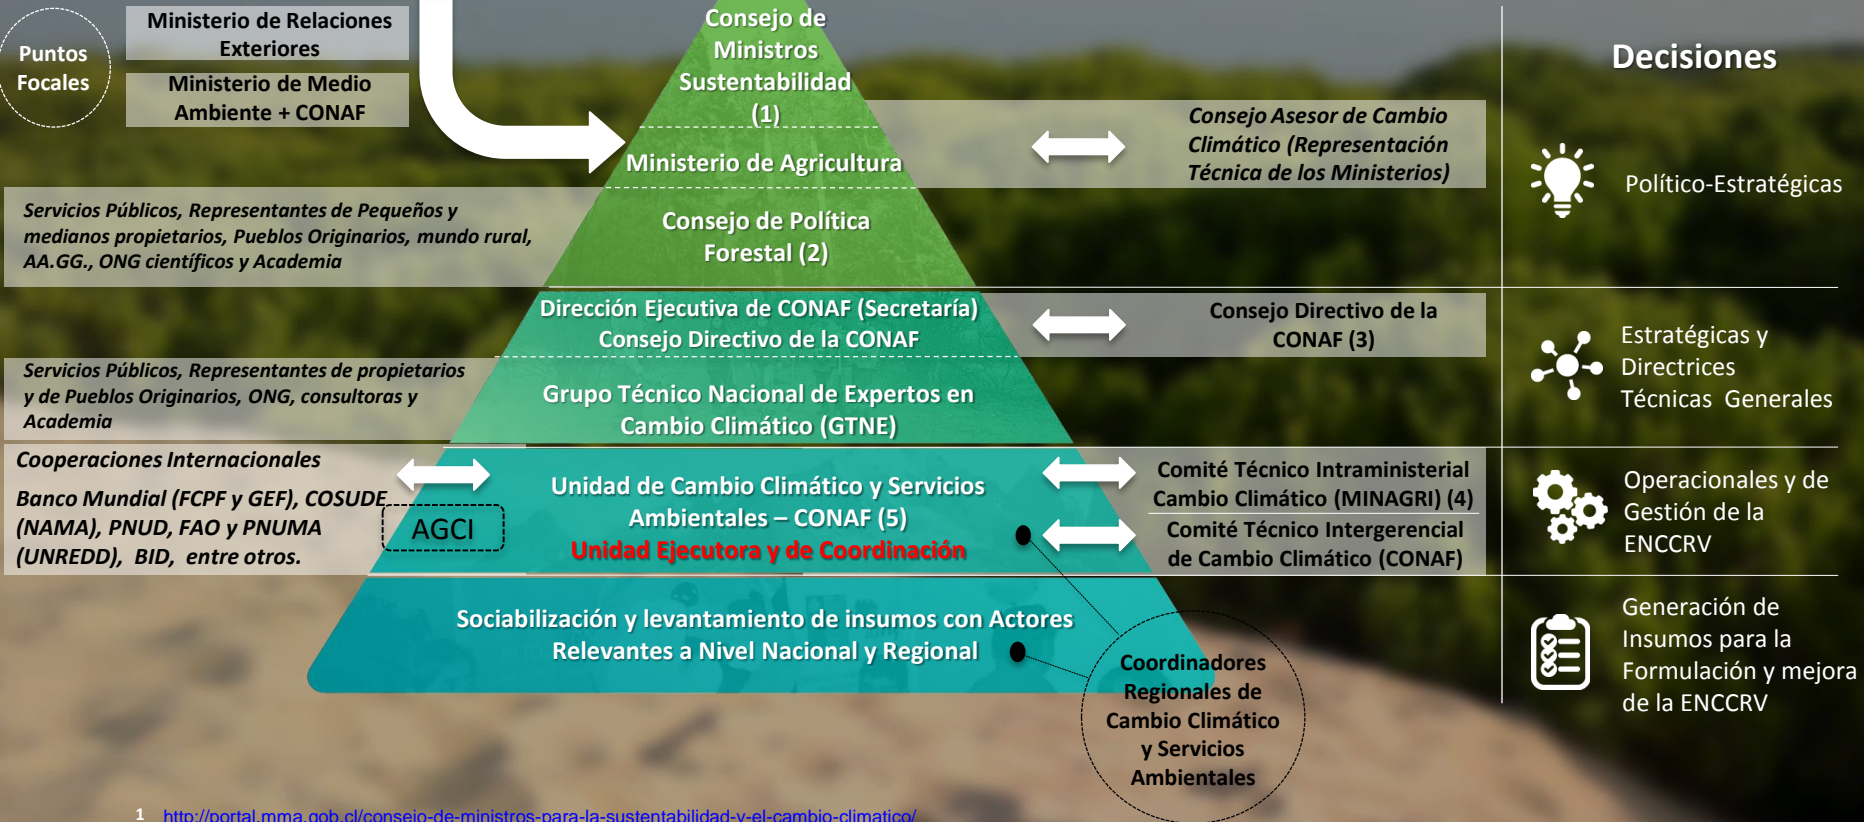 Puntos
Focales
Ministerio de Relaciones
Exteriores
Ministerio de Medio
Ambiente + CONAF
Consejo de
Ministros
Sustentabilidad
(1)
Ministerio de Agricultura
Consejo de Política
Forestal (2)
Consejo Asesor de Cambio
Climático (Representación
Técnica de los Ministerios)
Decisiones
Político-Estratégicas
Servicios Públicos, Representantes de Pequeños y
medianos propietarios, Pueblos Originarios, mundo rural,
AA.GG., ONG científicos y Academia
Dirección Ejecutiva de CONAF (Secretaría)
Consejo Directivo de la CONAF
Consejo Directivo de la
CONAF (3)
Estratégicas y
Directrices
Técnicas Generales
Servicios Públicos, Representantes de propietarios
y de Pueblos Originarios, ONG, consultoras y
Academia
Grupo Técnico Nacional de Expertos en
Cambio Climático (GTNE)
Cooperaciones Internacionales
Banco Mundial (FCPF y GEF), COSUDE
(NAMA), PNUD, FAO y PNUMA
(UNREDD), BID, entre otros.
AGCI
Unidad de Cambio Climático y Servicios
Ambientales – CONAF (5)
Unidad Ejecutora y de Coordinación
Comité Técnico Intraministerial
Cambio Climático (MINAGRI) (4)
Comité Técnico Intergerencial
de Cambio Climático (CONAF)
Operacionales y de
Gestión de la
ENCCRV
Sociabilización y levantamiento de insumos con Actores
Relevantes a Nivel Nacional y Regional
Coordinadores
Regionales de
Cambio Climático
y Servicios
Ambientales
Generación de
Insumos para la
Formulación y mejora
de la ENCCRV
1 http://portal.mma.gob.cl/consejo-de-ministros-para-la-sustentabilidad-y-el-cambio-climatico/